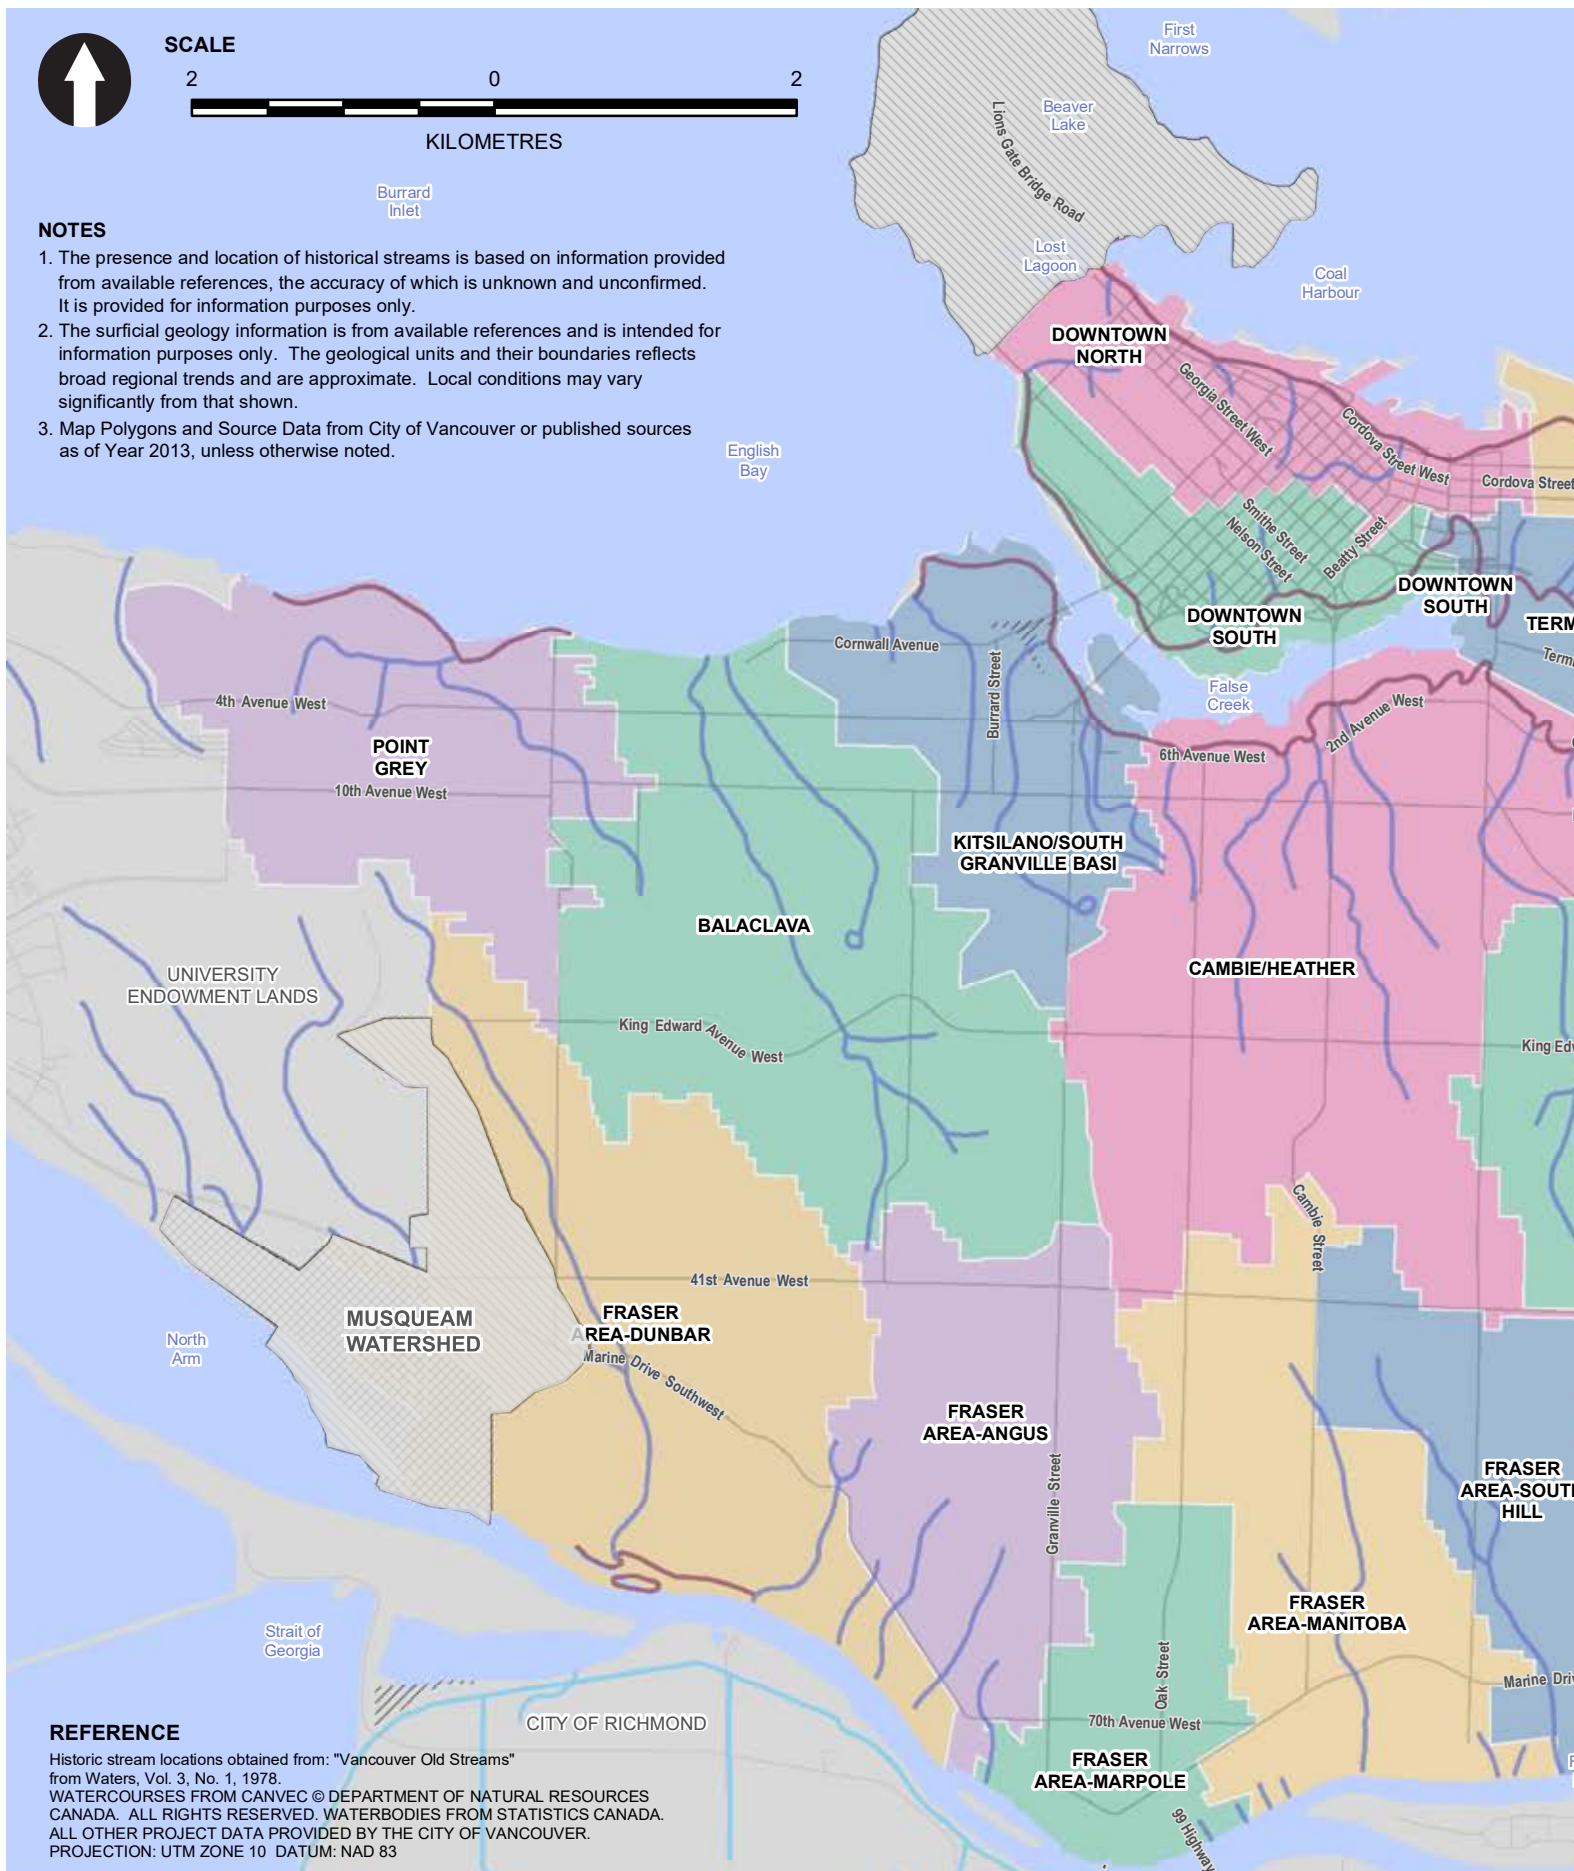 SCALE
2 0 2
KILOMETRES
First
Narrows
Beaver
Lake
Lions Gate Bridge Road
Burrard
Inlet
Lost
Lagoon
Coal
Harbour
NOTES
1. The presence and location of historical streams is based on information provided
from available references, the accuracy of which is unknown and unconfirmed.
It is provided for information purposes only.
2. The surficial geology information is from available references and is intended for
information purposes only. The geological units and their boundaries reflects
broad regional trends and are approximate. Local conditions may vary
significantly from that shown.
3. Map Polygons and Source Data from City of Vancouver or published sources
as of Year 2013, unless otherwise noted.
English
Bay
DOWNTOWN
NORTH
Georgia Street West
Cordova Street West
Cordova Street
Smithe Street
Nelson Street
Beatty Street
DOWNTOWN
SOUTH
DOWNTOWN
SOUTH
TERM
Termi
Cornwall Avenue
Burrard Street
False
Creek
4th Avenue West
2nd Avenue West
6th Avenue West
POINT
GREY
10th Avenue West
KITSILANO/SOUTH
GRANVILLE BASI
BALACLAVA
CAMBIE/HEATHER
UNIVERSITY
ENDOWMENT LANDS
King Edward Avenue West
King Edw
Cambie Street
41st Avenue West
MUSQUEAM
WATERSHED
FRASER
AREA-DUNBAR
Marine Drive Southwest
North
Arm
FRASER
AREA-ANGUS
Granville Street
FRASER
AREA-SOUTH
HILL
FRASER
AREA-MANITOBA
Strait of
Georgia
Oak Street
Marine Driv
CITY OF RICHMOND
70th Avenue West
FRASER
AREA-MARPOLE
99 Highway
REFERENCE
Historic stream locations obtained from: "Vancouver Old Streams"
from Waters, Vol. 3, No. 1, 1978.
WATERCOURSES FROM CANVEC © DEPARTMENT OF NATURAL RESOURCES
CANADA. ALL RIGHTS RESERVED. WATERBODIES FROM STATISTICS CANADA.
ALL OTHER PROJECT DATA PROVIDED BY THE CITY OF VANCOUVER.
PROJECTION: UTM ZONE 10 DATUM: NAD 83